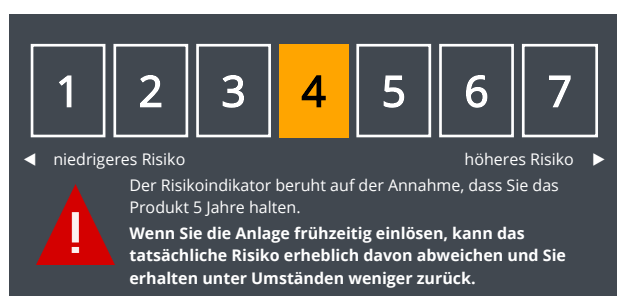 1 2 3 4 5 6 7
◀ niedrigeres Risiko höheres Risiko ▶
Der Risikoindikator beruht auf der Annahme, dass Sie das
Produkt 5 Jahre halten.
Wenn Sie die Anlage frühzeitig einlösen, kann das
tatsächliche Risiko erheblich davon abweichen und Sie
erhalten unter Umständen weniger zurück.
!